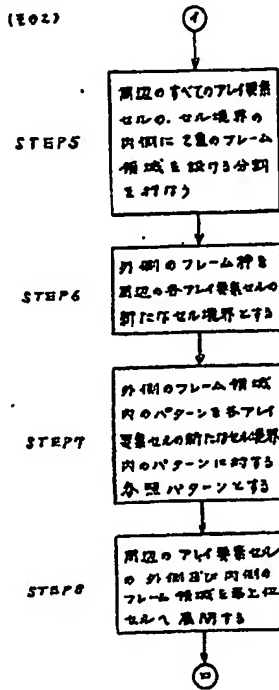 (その2)
イ
STEP5
周辺のすべてのアレイ要素
セルの、セル境界の
内側に2重のフレーム
領域を設ける分割
を行なう
STEP6
外側のフレーム枠を
周辺の各アレイ要素セルの
新たなセル境界とする
STEP7
外側のフレーム領域
内のパターンを各アレイ
要素セルの新たなセル境界
内のパターンに対する
参照パターンとする
STEP8
周辺のアレイ要素セル
の外側及び内側の
フレーム領域を最上位
セルへ展開する
ロ